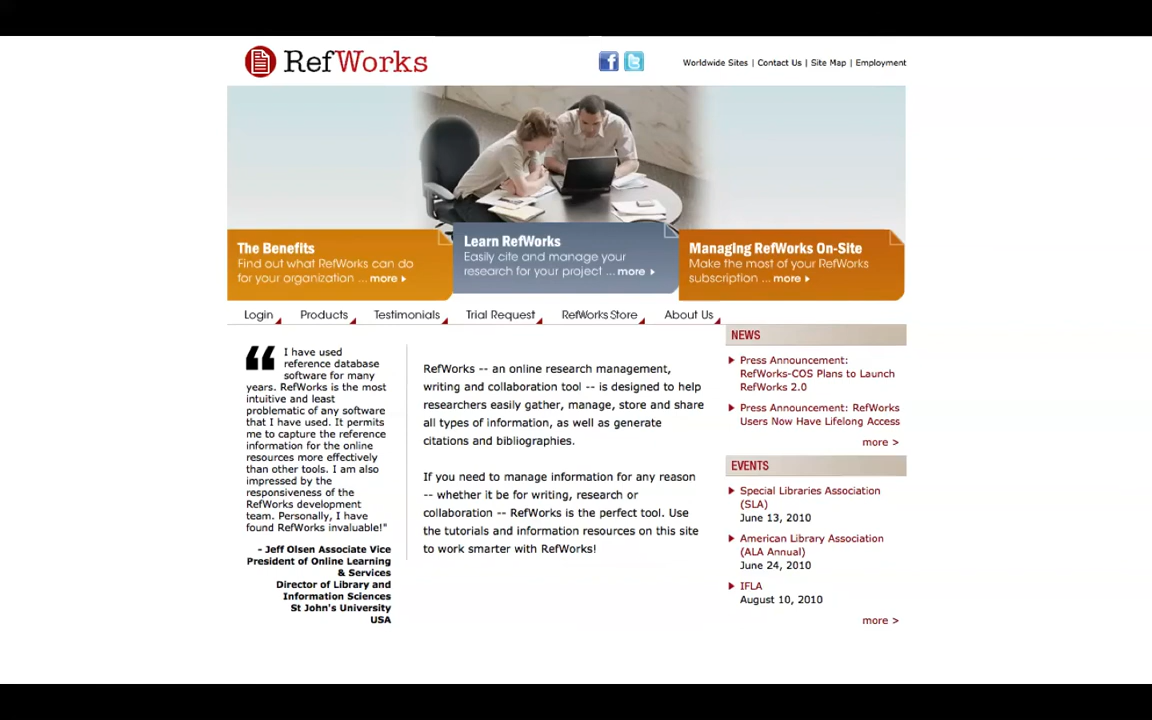 RefWorks
Worldwide Sites | Contact Us | Site Map | Employment
The Benefits
Find out what RefWorks can do
for your organization ... more
Learn RefWorks
Easily cite and manage your
research for your project ... more
Managing RefWorks On-Site
Make the most of your RefWorks
subscription ... more
Login Products Testimonials Trial Request RefWorks Store About Us
“ I have used
reference database
software for many
years. RefWorks is the most
intuitive and least
problematic of any software
that I have used. It permits
me to capture the reference
information for the online
resources more effectively
than other tools. I am also
impressed by the
responsiveness of the
RefWorks development
team. Personally, I have
found RefWorks invaluable!"
- Jeff Olsen Associate Vice
President of Online Learning
& Services
Director of Library and
Information Sciences
St John's University
USA
RefWorks -- an online research management,
writing and collaboration tool -- is designed to help
researchers easily gather, manage, store and share
all types of information, as well as generate
citations and bibliographies.
If you need to manage information for any reason
-- whether it be for writing, research or
collaboration -- RefWorks is the perfect tool. Use
the tutorials and information resources on this site
to work smarter with RefWorks!
NEWS
Press Announcement:
RefWorks-COS Plans to Launch
RefWorks 2.0
Press Announcement: RefWorks
Users Now Have Lifelong Access
more >
EVENTS
Special Libraries Association
(SLA)
June 13, 2010
American Library Association
(ALA Annual)
June 24, 2010
IFLA
August 10, 2010
more >